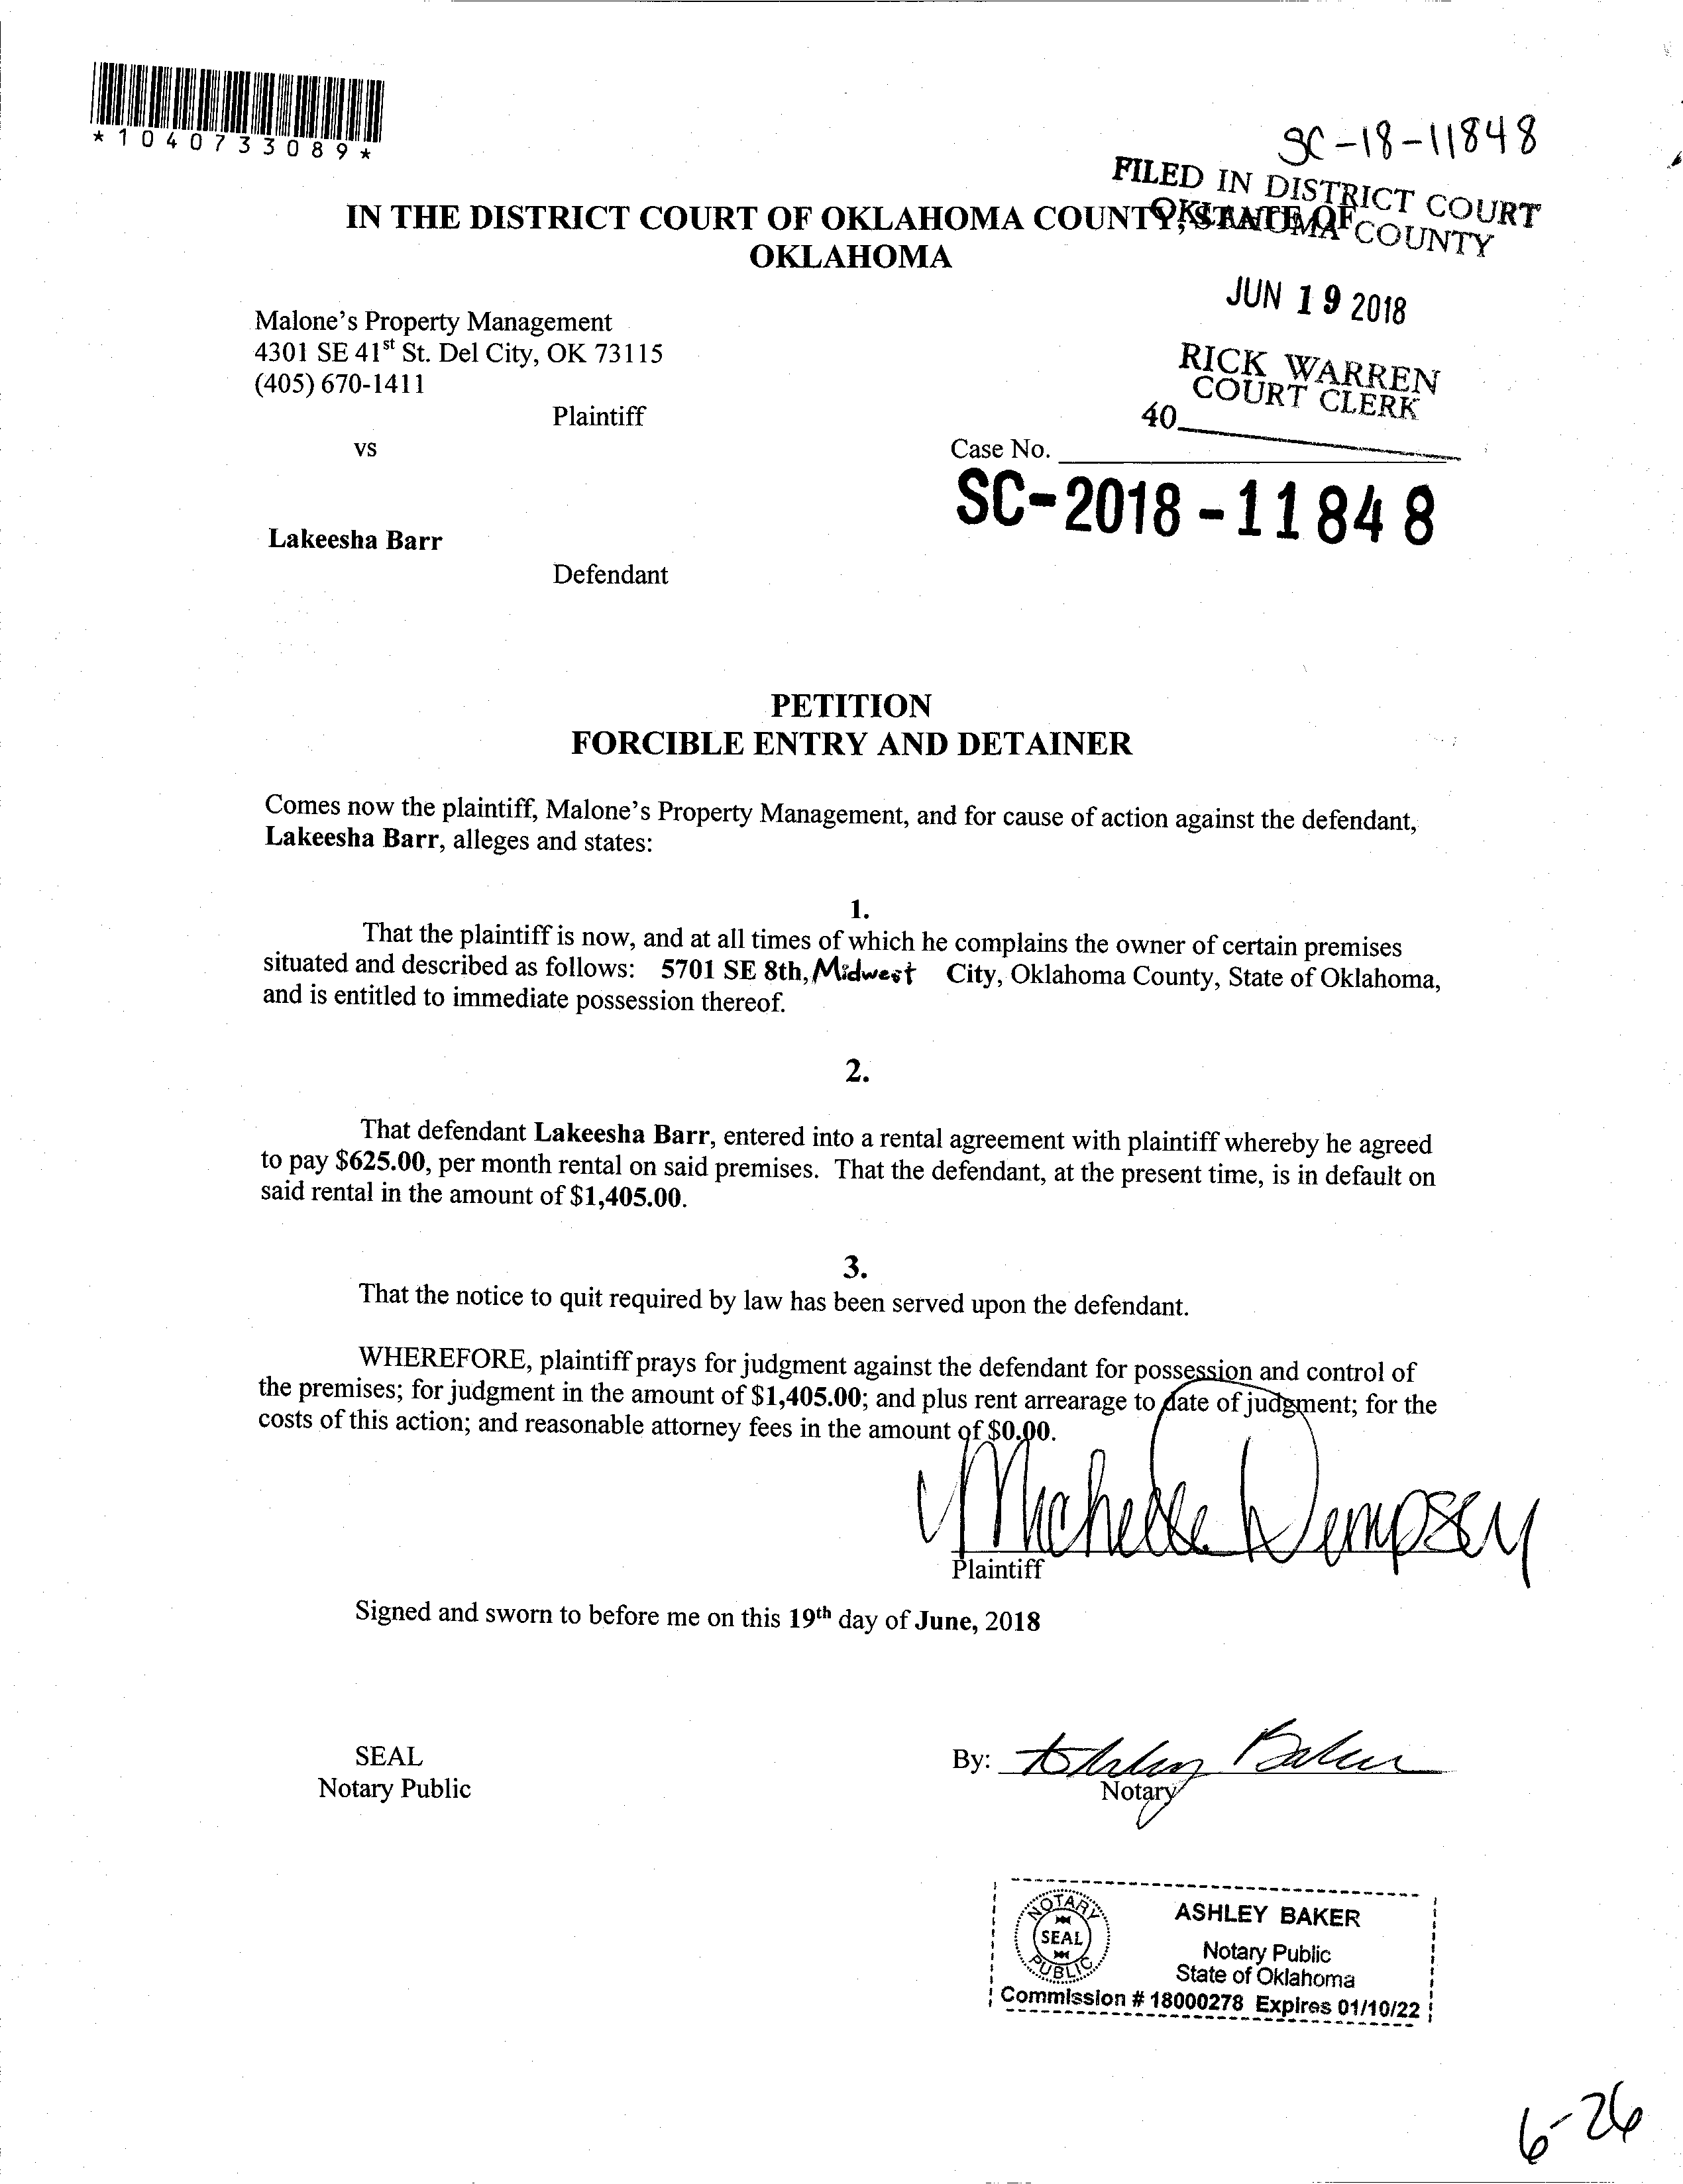 *1040733089*
SC-18-11848
FILED IN DISTRICT COURT
OKLAHOMA COUNTY
IN THE DISTRICT COURT OF OKLAHOMA COUNTY, STATE OF
OKLAHOMA
JUN 19 2018
Malone's Property Management
4301 SE 41st St. Del City, OK 73115
(405) 670-1411
RICK WARREN
COURT CLERK
40
Plaintiff
vs
Case No.
SC-2018-11848
Lakeesha Barr
Defendant
PETITION
FORCIBLE ENTRY AND DETAINER
Comes now the plaintiff, Malone's Property Management, and for cause of action against the defendant,
Lakeesha Barr, alleges and states:
1.
That the plaintiff is now, and at all times of which he complains the owner of certain premises
situated and described as follows: 5701 SE 8th, Midwest City, Oklahoma County, State of Oklahoma,
and is entitled to immediate possession thereof.
2.
That defendant Lakeesha Barr, entered into a rental agreement with plaintiff whereby he agreed
to pay $625.00, per month rental on said premises. That the defendant, at the present time, is in default on
said rental in the amount of $1,405.00.
3.
That the notice to quit required by law has been served upon the defendant.
WHEREFORE, plaintiff prays for judgment against the defendant for possession and control of
the premises; for judgment in the amount of $1,405.00; and plus rent arrearage to date of judgment; for the
costs of this action; and reasonable attorney fees in the amount of $0.00.
Michelle Dempsey
Plaintiff
Signed and sworn to before me on this 19th day of June, 2018
SEAL
Notary Public
By: Ashley Baker
Notary
NOTARY
SEAL
PUBLIC
ASHLEY BAKER
Notary Public
State of Oklahoma
Commission # 18000278 Expires 01/10/22
6-26